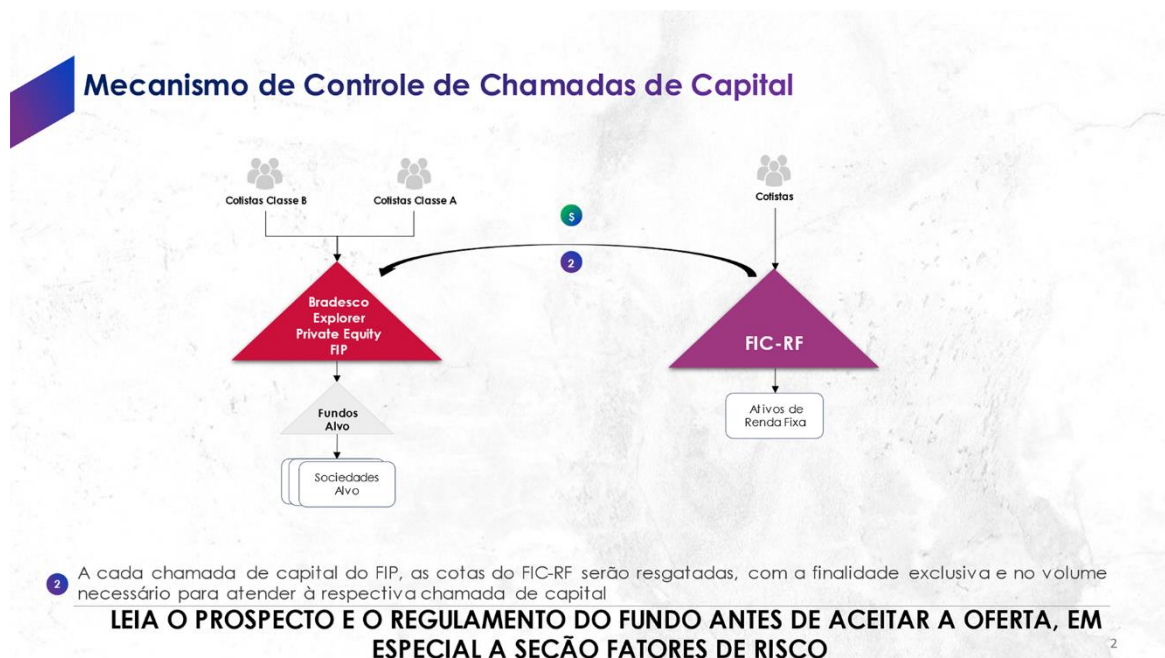 Mecanismo de Controle de Chamadas de Capital
Cotistas Classe B
Cotistas Classe A
Cotistas
$
2
Bradesco
Explorer
Private Equity
FIP
FIC-RF
Fundos
Alvo
Ativos de
Renda Fixa
Sociedades
Alvo
2
A cada chamada de capital do FIP, as cotas do FIC-RF serão resgatadas, com a finalidade exclusiva e no volume
necessário para atender à respectiva chamada de capital
LEIA O PROSPECTO E O REGULAMENTO DO FUNDO ANTES DE ACEITAR A OFERTA, EM
ESPECIAL A SEÇÃO FATORES DE RISCO
2